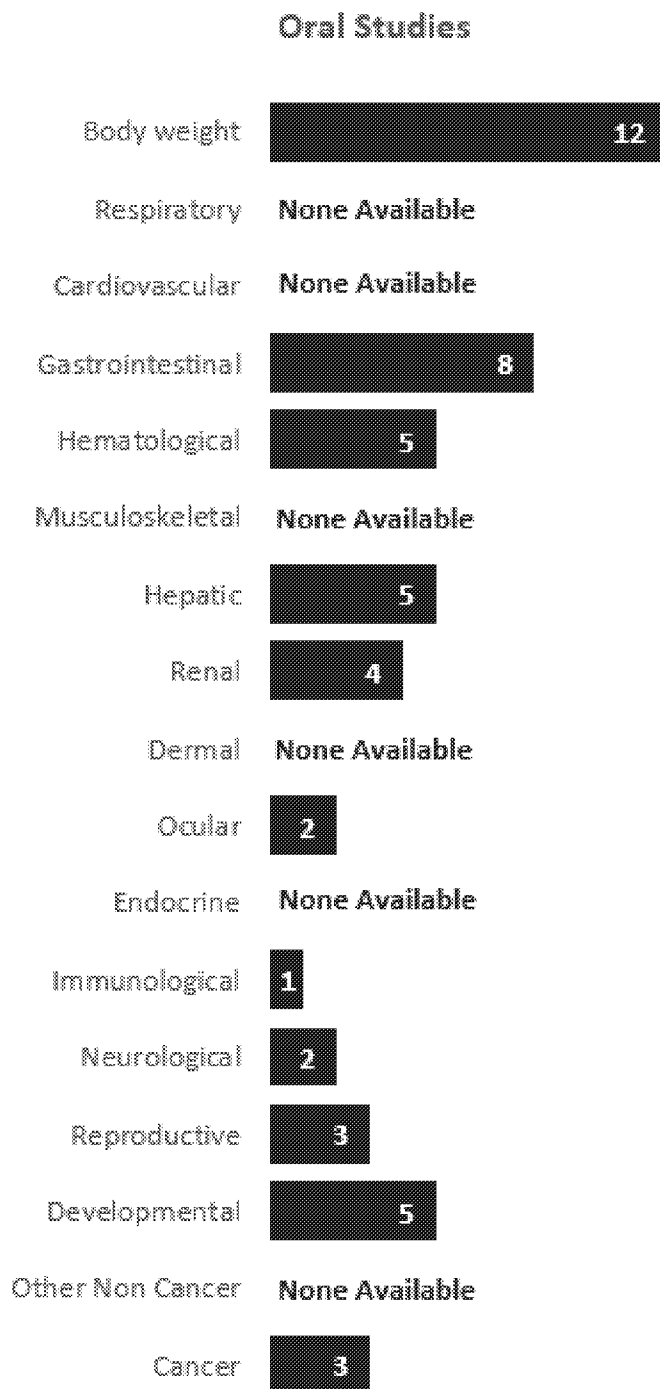 Oral Studies
Body weight 12
Respiratory None Available
Cardiovascular None Available
Gastrointestinal 8
Hematological 5
Musculoskeletal None Available
Hepatic 5
Renal 4
Dermal None Available
Ocular 2
Endocrine None Available
Immunological 1
Neurological 2
Reproductive 3
Developmental 5
Other Non Cancer None Available
Cancer 3